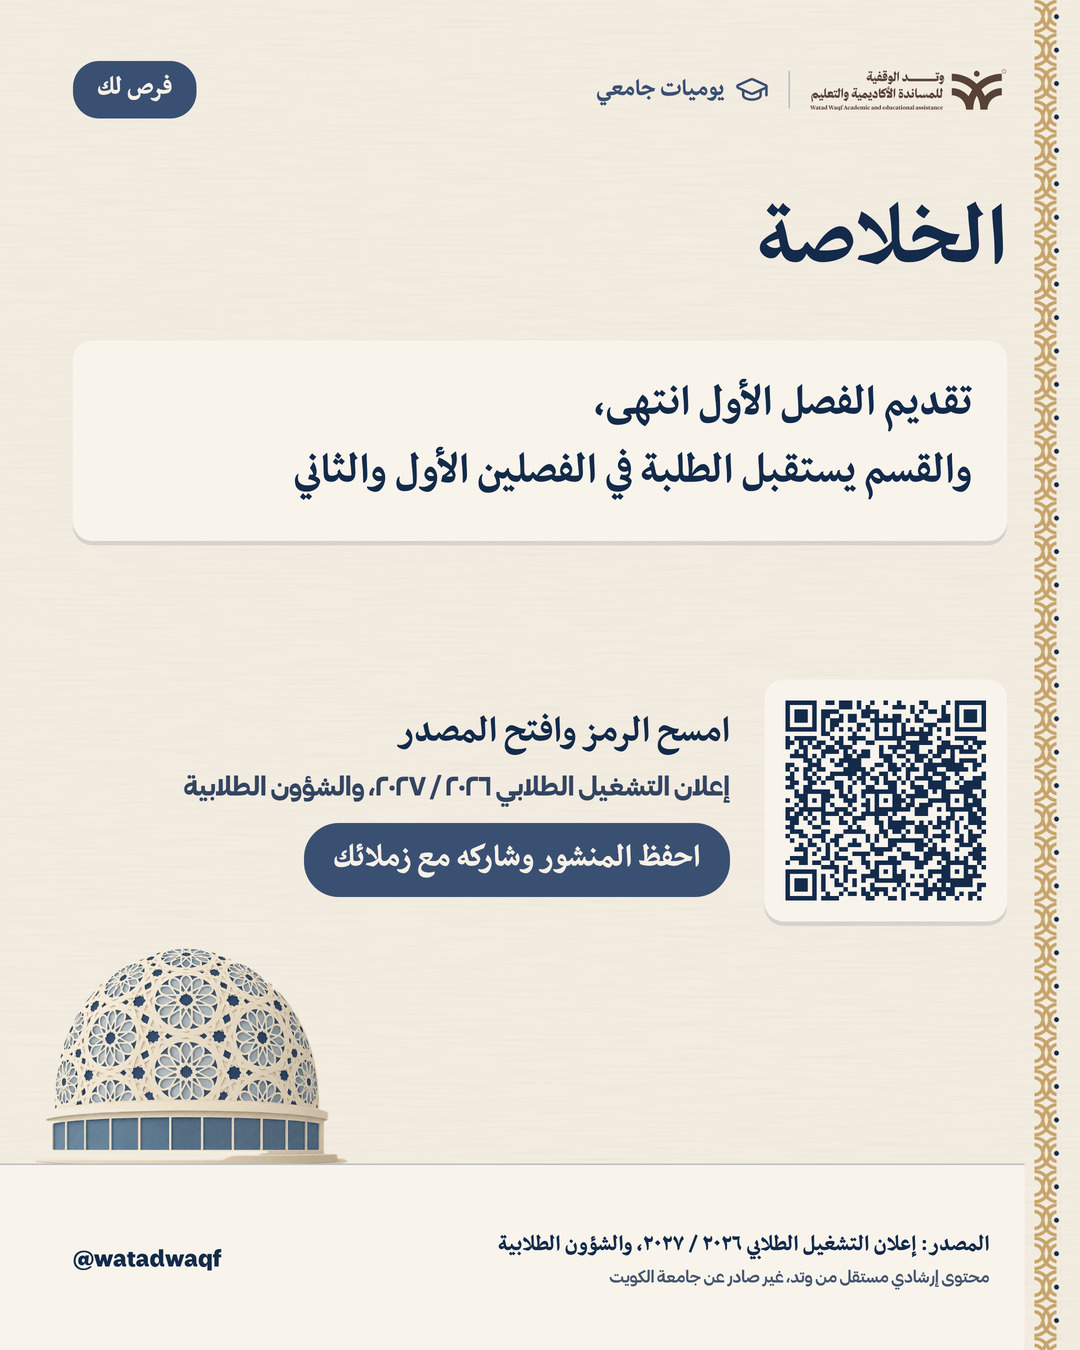 وتـــد الوقفية
للمساندة الأكاديمية والتعليم
Watad Waqf Academic and educational assistance
يوميات جامعي
فرص لك
الخلاصة
تقديم الفصل الأول انتهى،
والقسم يستقبل الطلبة في الفصلين الأول والثاني
امسح الرمز وافتح المصدر
إعلان التشغيل الطلابي ٢٠٢٦ / ٢٠٢٧، والشؤون الطلابية
احفظ المنشور وشاركه مع زملائك
المصدر: إعلان التشغيل الطلابي ٢٠٢٦ / ٢٠٢٧، والشؤون الطلابية
محتوى إرشادي مستقل من وتد، غير صادر عن جامعة الكويت
@watadwaqf